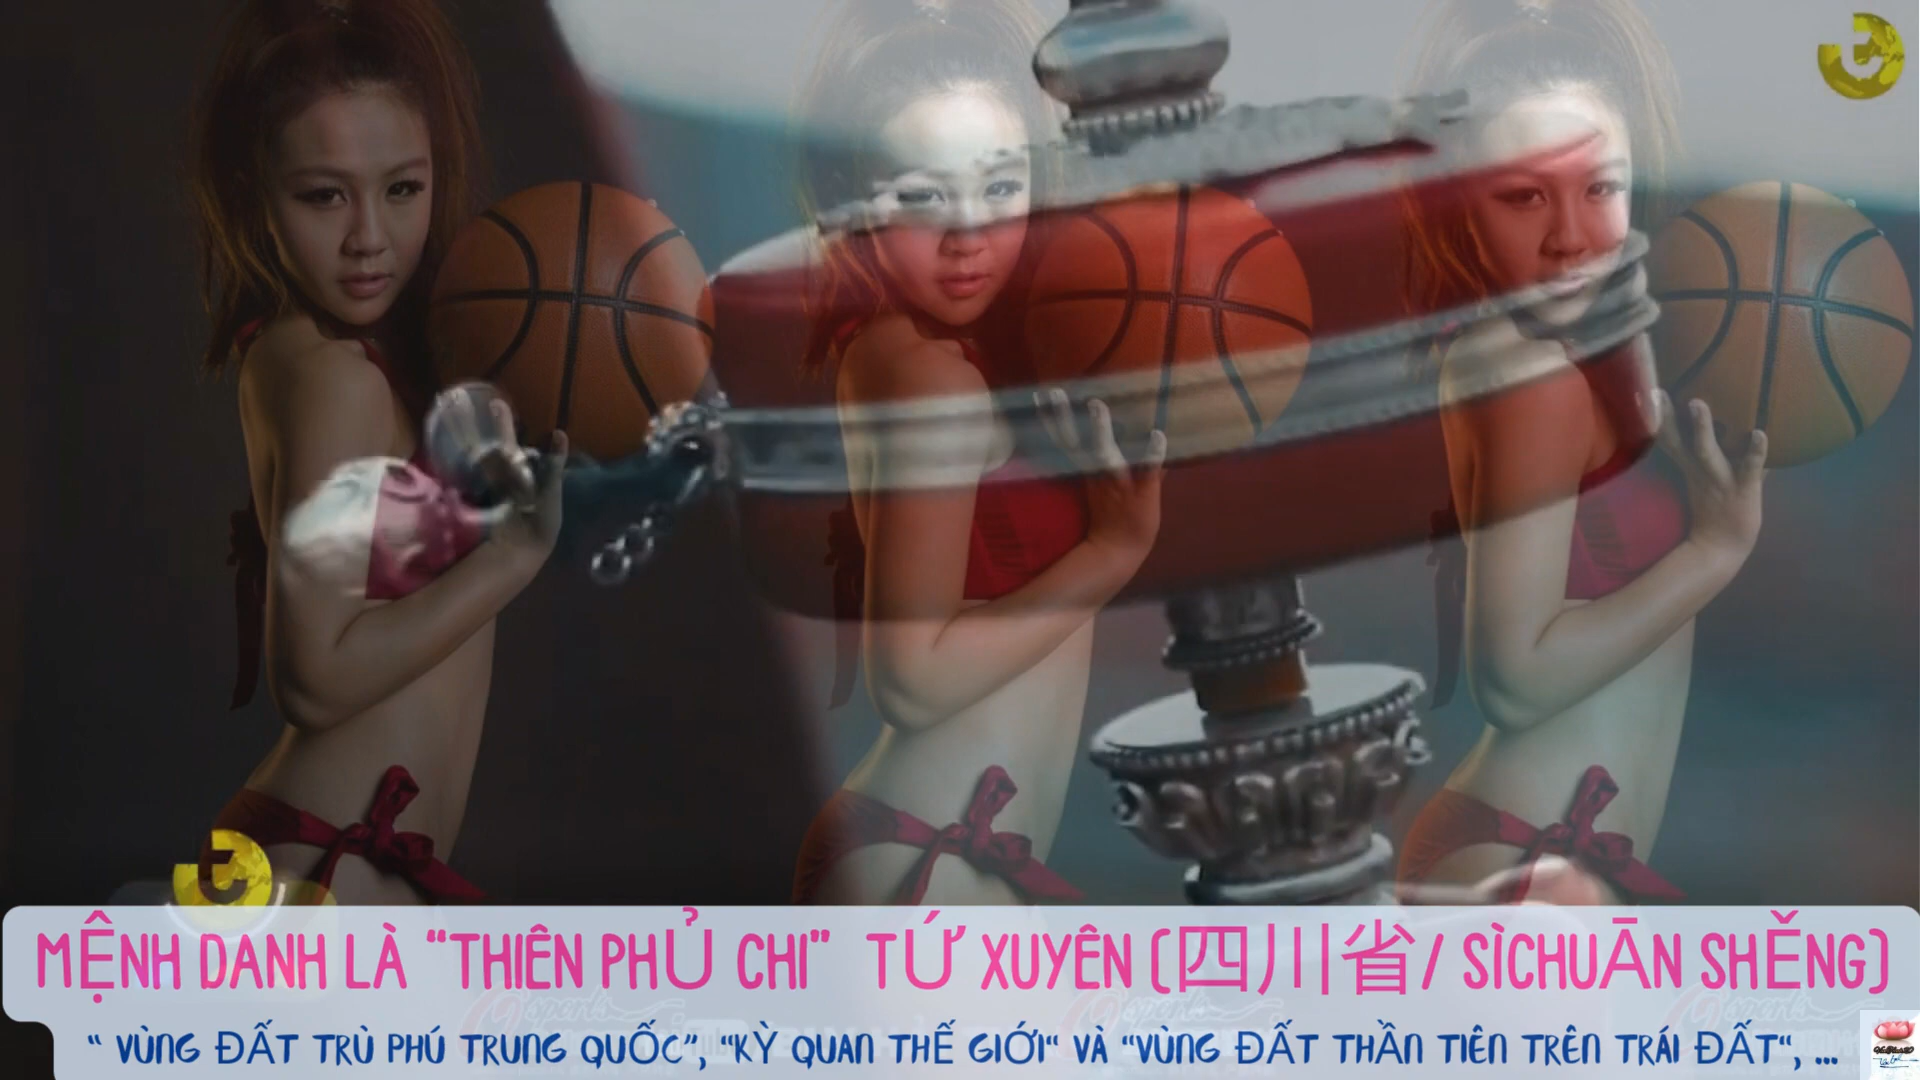 MỆNH DANH LÀ “THIÊN PHỦ CHI” TỨ XUYÊN (四川省/ SÌCHUĀN SHĚNG)
“ VÙNG ĐẤT TRÙ PHÚ TRUNG QUỐC”, “KỲ QUAN THẾ GIỚI“ VÀ “VÙNG ĐẤT THẦN TIÊN TRÊN TRÁI ĐẤT“, ...